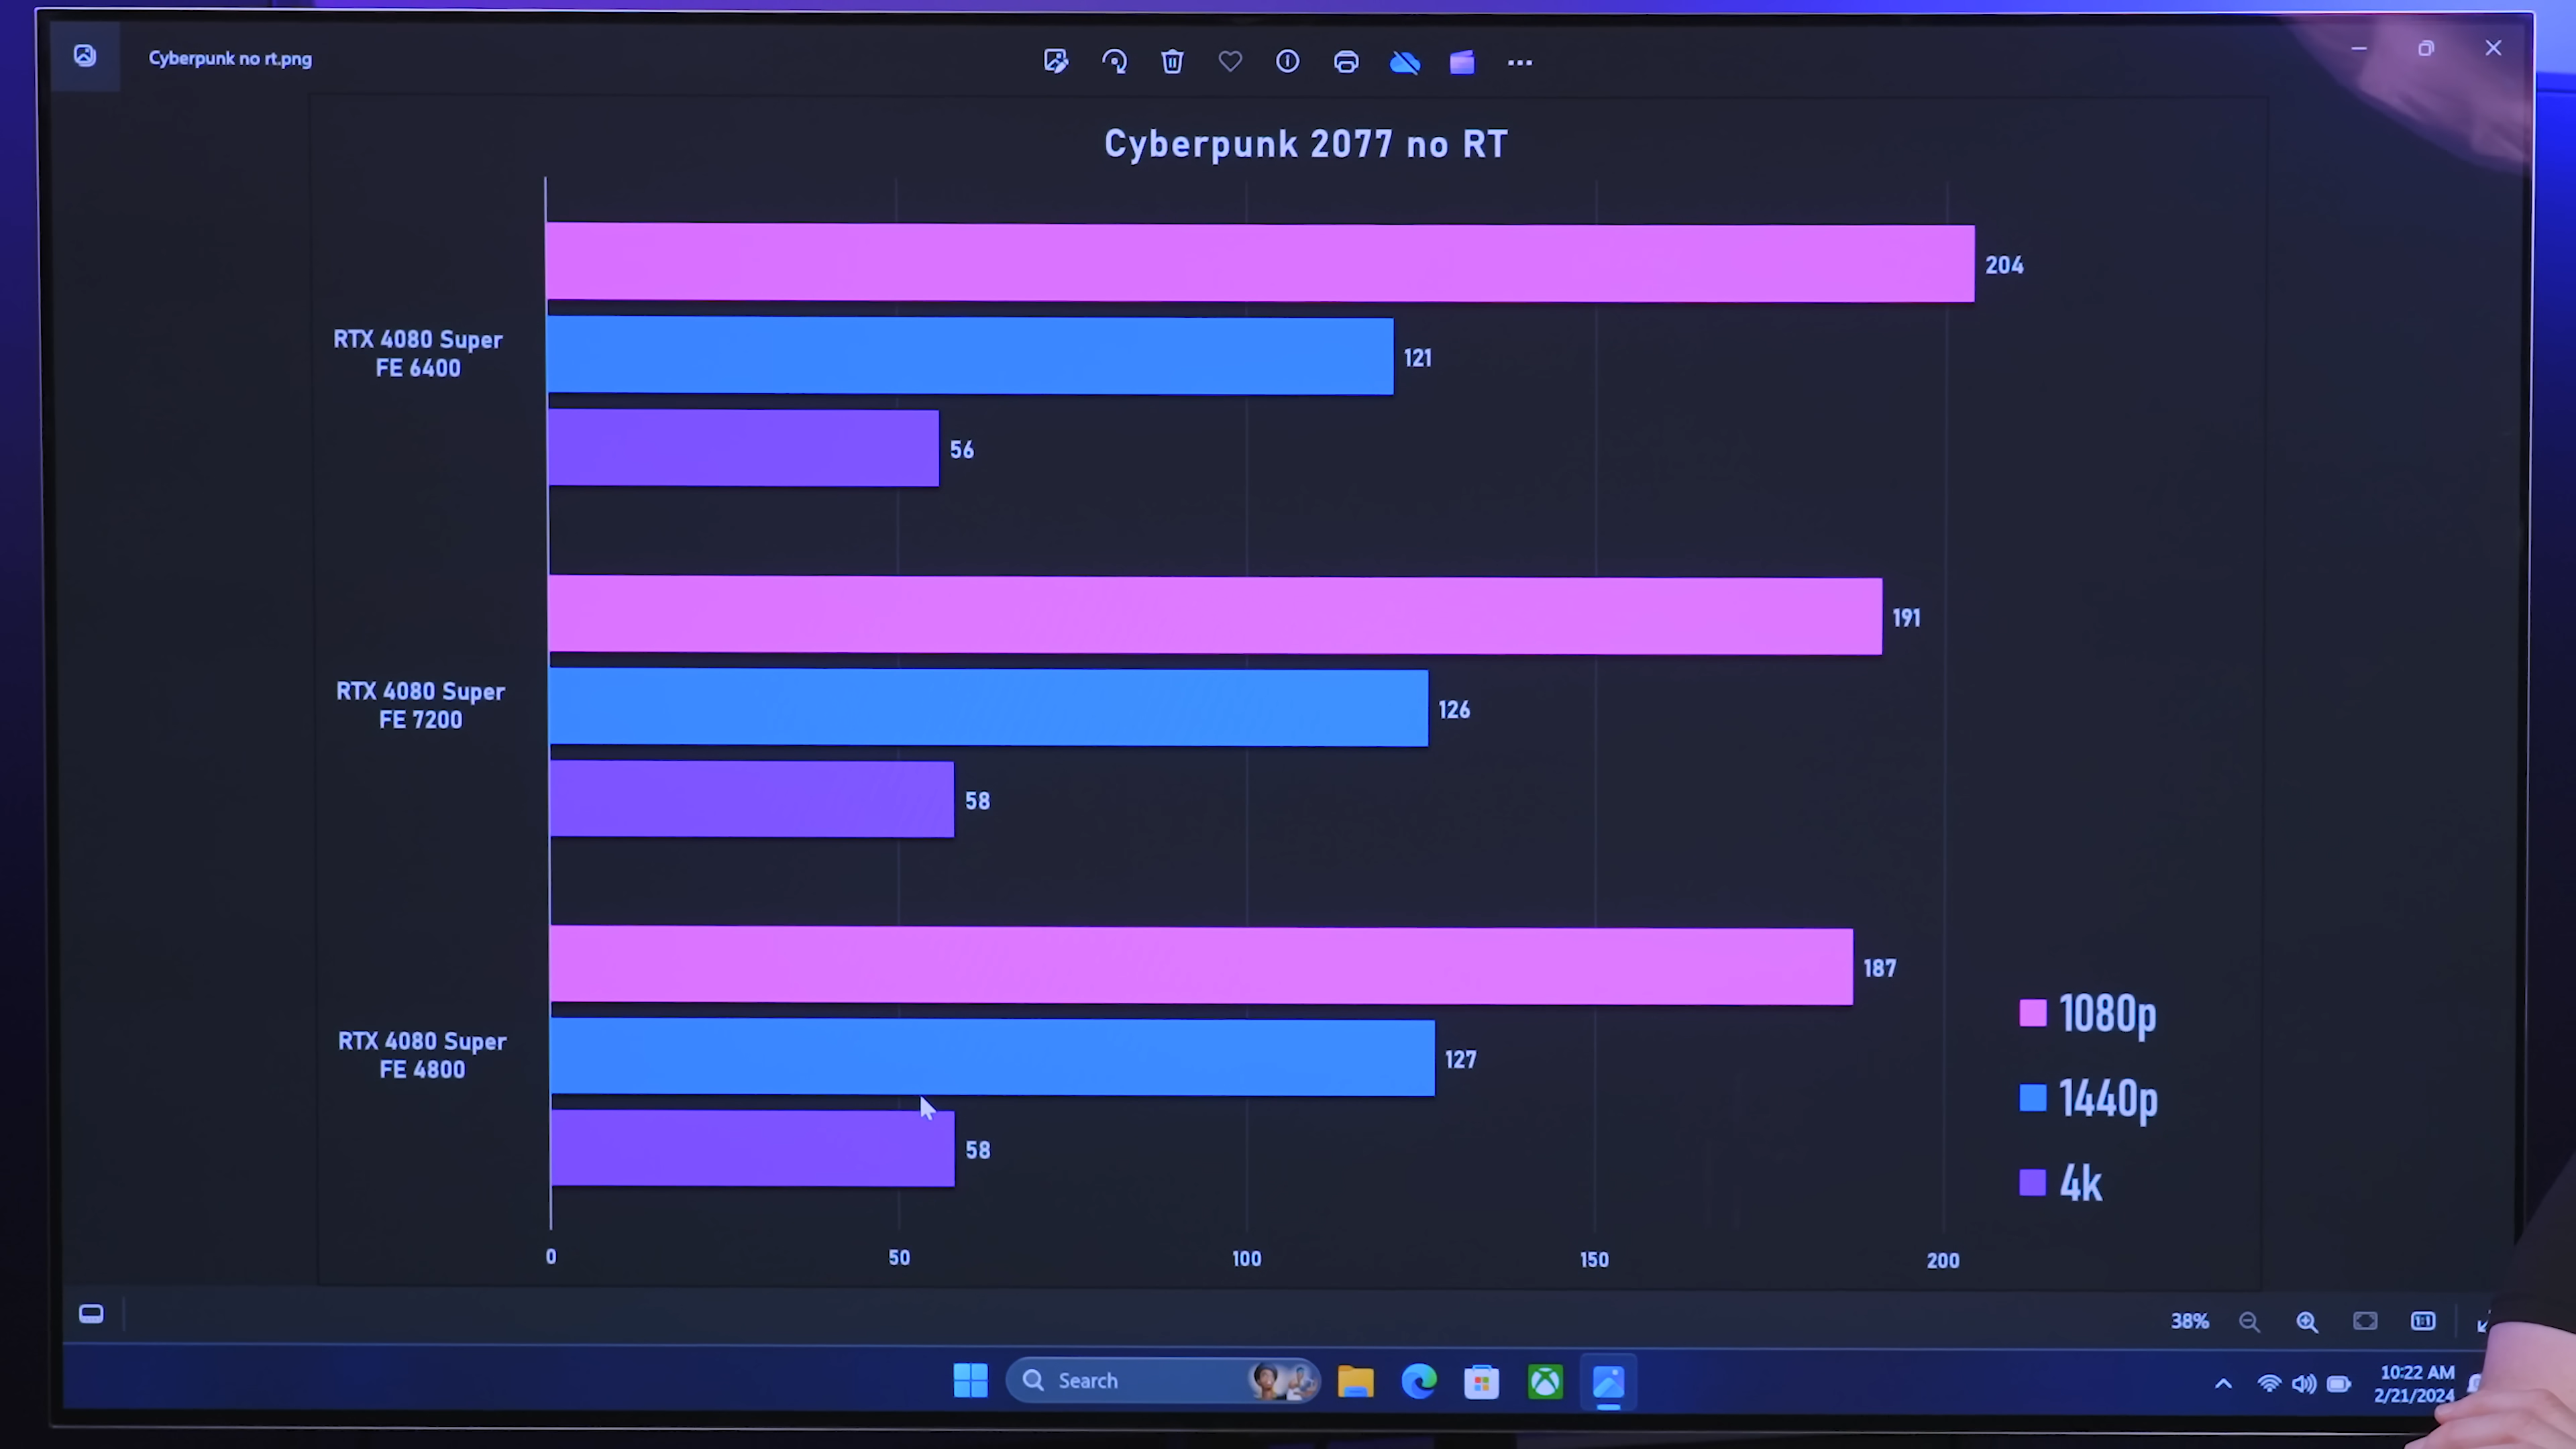 Cyberpunk no rt.png
Cyberpunk 2077 no RT
204
RTX 4080 Super
FE 6400
121
56
191
RTX 4080 Super
FE 7200
126
58
187
RTX 4080 Super
FE 4800
127
58
1080p
1440p
4k
0 50 100 150 200
38%
1:1
Search
10:22 AM
2/21/2024